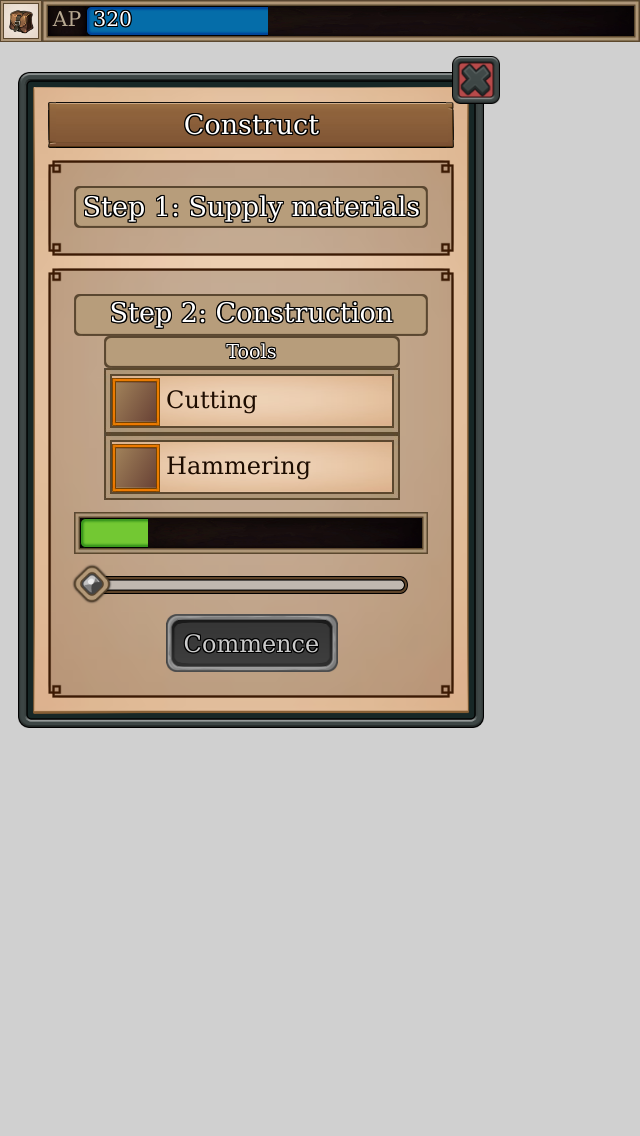 AP 320
Construct
Step 1: Supply materials
Step 2: Construction
Tools
Cutting
Hammering
Commence